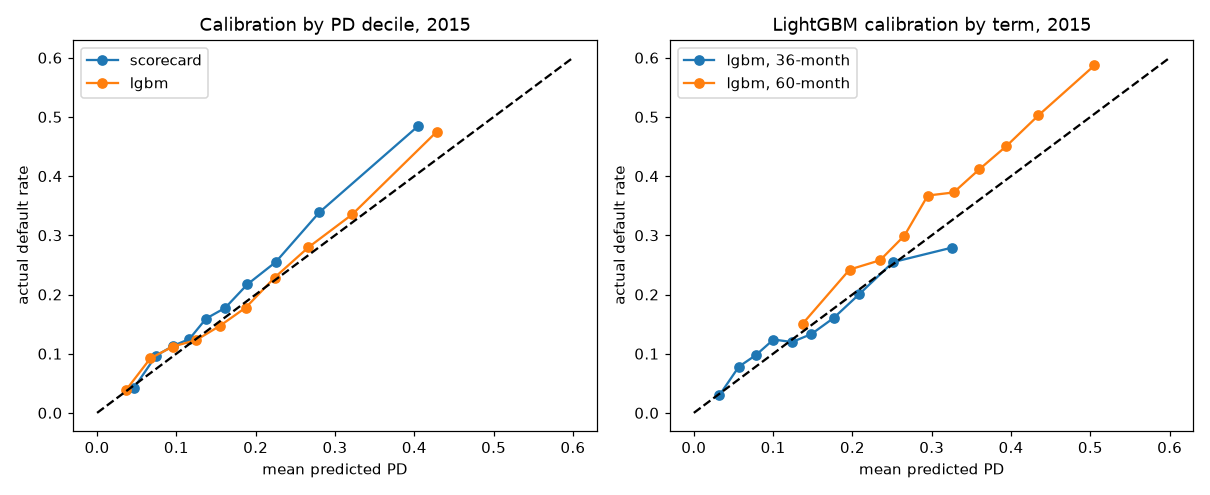 Calibration by PD decile, 2015
scorecard
lgbm
0.6
0.5
0.4
0.3
0.2
0.1
0.0
actual default rate
0.0 0.1 0.2 0.3 0.4 0.5 0.6
mean predicted PD
LightGBM calibration by term, 2015
lgbm, 36-month
lgbm, 60-month
0.6
0.5
0.4
0.3
0.2
0.1
0.0
actual default rate
0.0 0.1 0.2 0.3 0.4 0.5 0.6
mean predicted PD